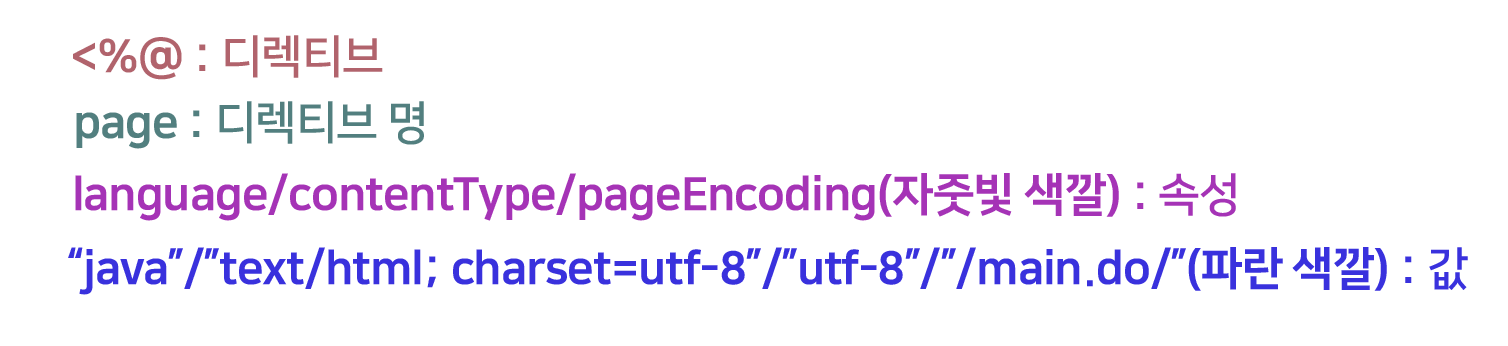 <%@ : 디렉티브
page : 디렉티브 명
language/contentType/pageEncoding(자줏빛 색깔) : 속성
“java”/”text/html; charset=utf-8”/”utf-8”/”/main.do/”(파란 색깔) : 값